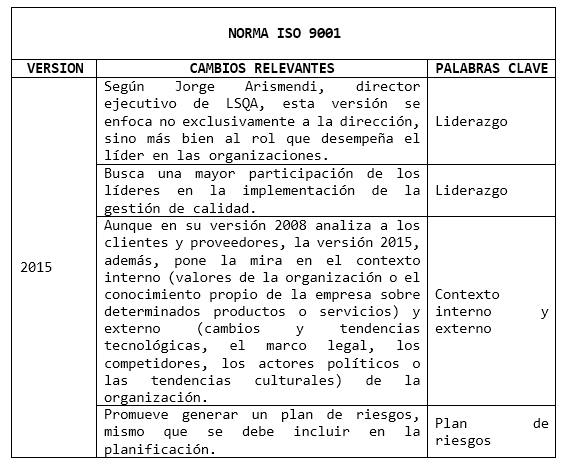 NORMA ISO 9001
VERSION CAMBIOS RELEVANTES PALABRAS CLAVE
2015
Según Jorge Arismendi, director
ejecutivo de LSQA, esta versión se
enfoca no exclusivamente a la dirección,
sino más bien al rol que desempeña el
líder en las organizaciones.
Liderazgo
Busca una mayor participación de los
líderes en la implementación de la
gestión de calidad.
Liderazgo
Aunque en su versión 2008 analiza a los
clientes y proveedores, la versión 2015,
además, pone la mira en el contexto
interno (valores de la organización o el
conocimiento propio de la empresa sobre
determinados productos o servicios) y
externo (cambios y tendencias
tecnológicas, el marco legal, los
competidores, los actores políticos o
las tendencias culturales) de la
organización.
Contexto
interno y
externo
Promueve generar un plan de riesgos,
mismo que se debe incluir en la
planificación.
Plan de
riesgos